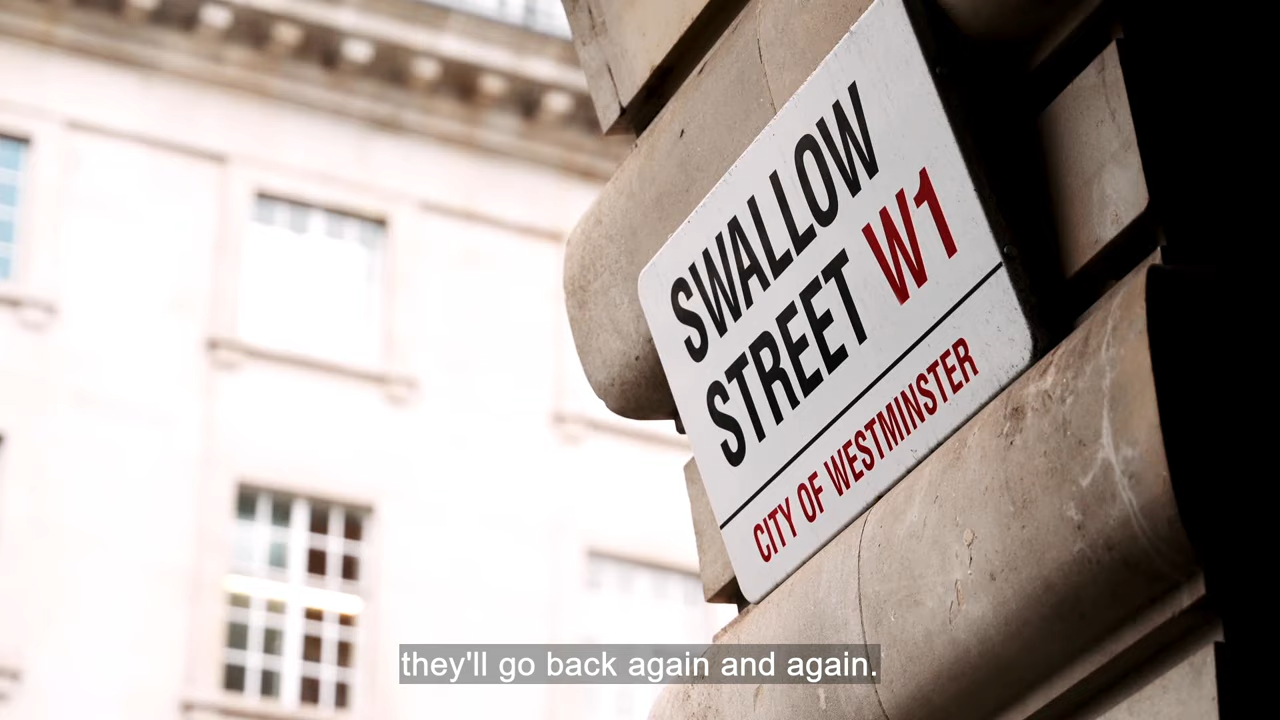 SWALLOW
STREET W1
CITY OF WESTMINSTER
they'll go back again and again.